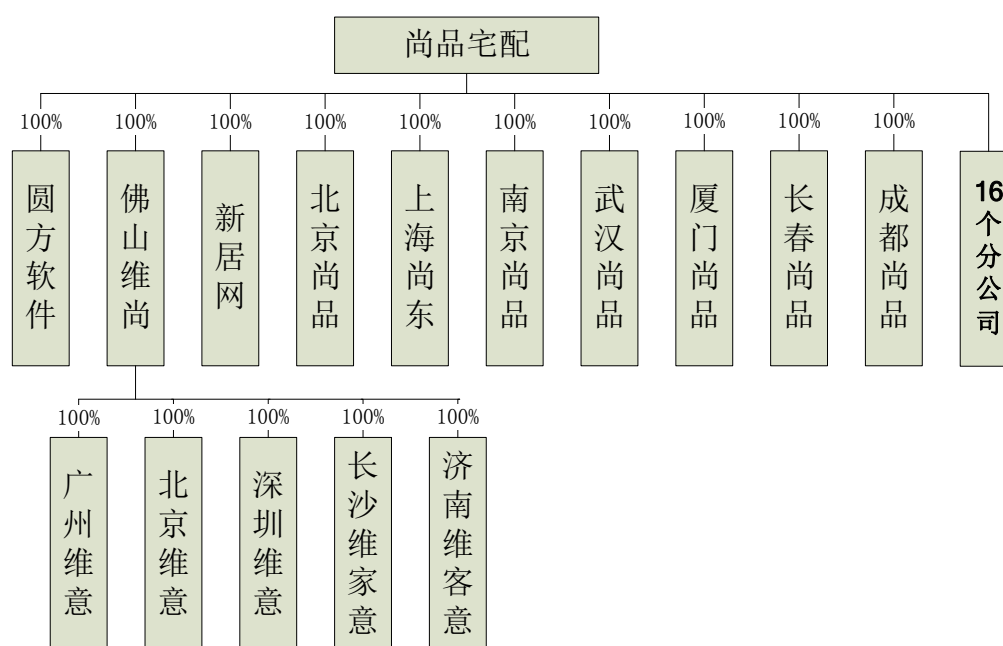 尚品宅配
100% 100% 100% 100% 100% 100% 100% 100% 100% 100%
圆方软件
佛山维尚
新居网
北京尚品
上海尚东
南京尚品
武汉尚品
厦门尚品
长春尚品
成都尚品
16个分公司
100% 100% 100% 100% 100%
广州维意
北京维意
深圳维意
长沙维家意
济南维客意